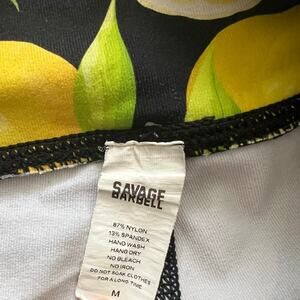 SAVAGE
BARBELL
87% NYLON
13% SPANDEX
HAND WASH
HANG DRY
NO BLEACH
NO IRON
DO NOT SOAK CLOTHES
FOR A LONG TIME
M